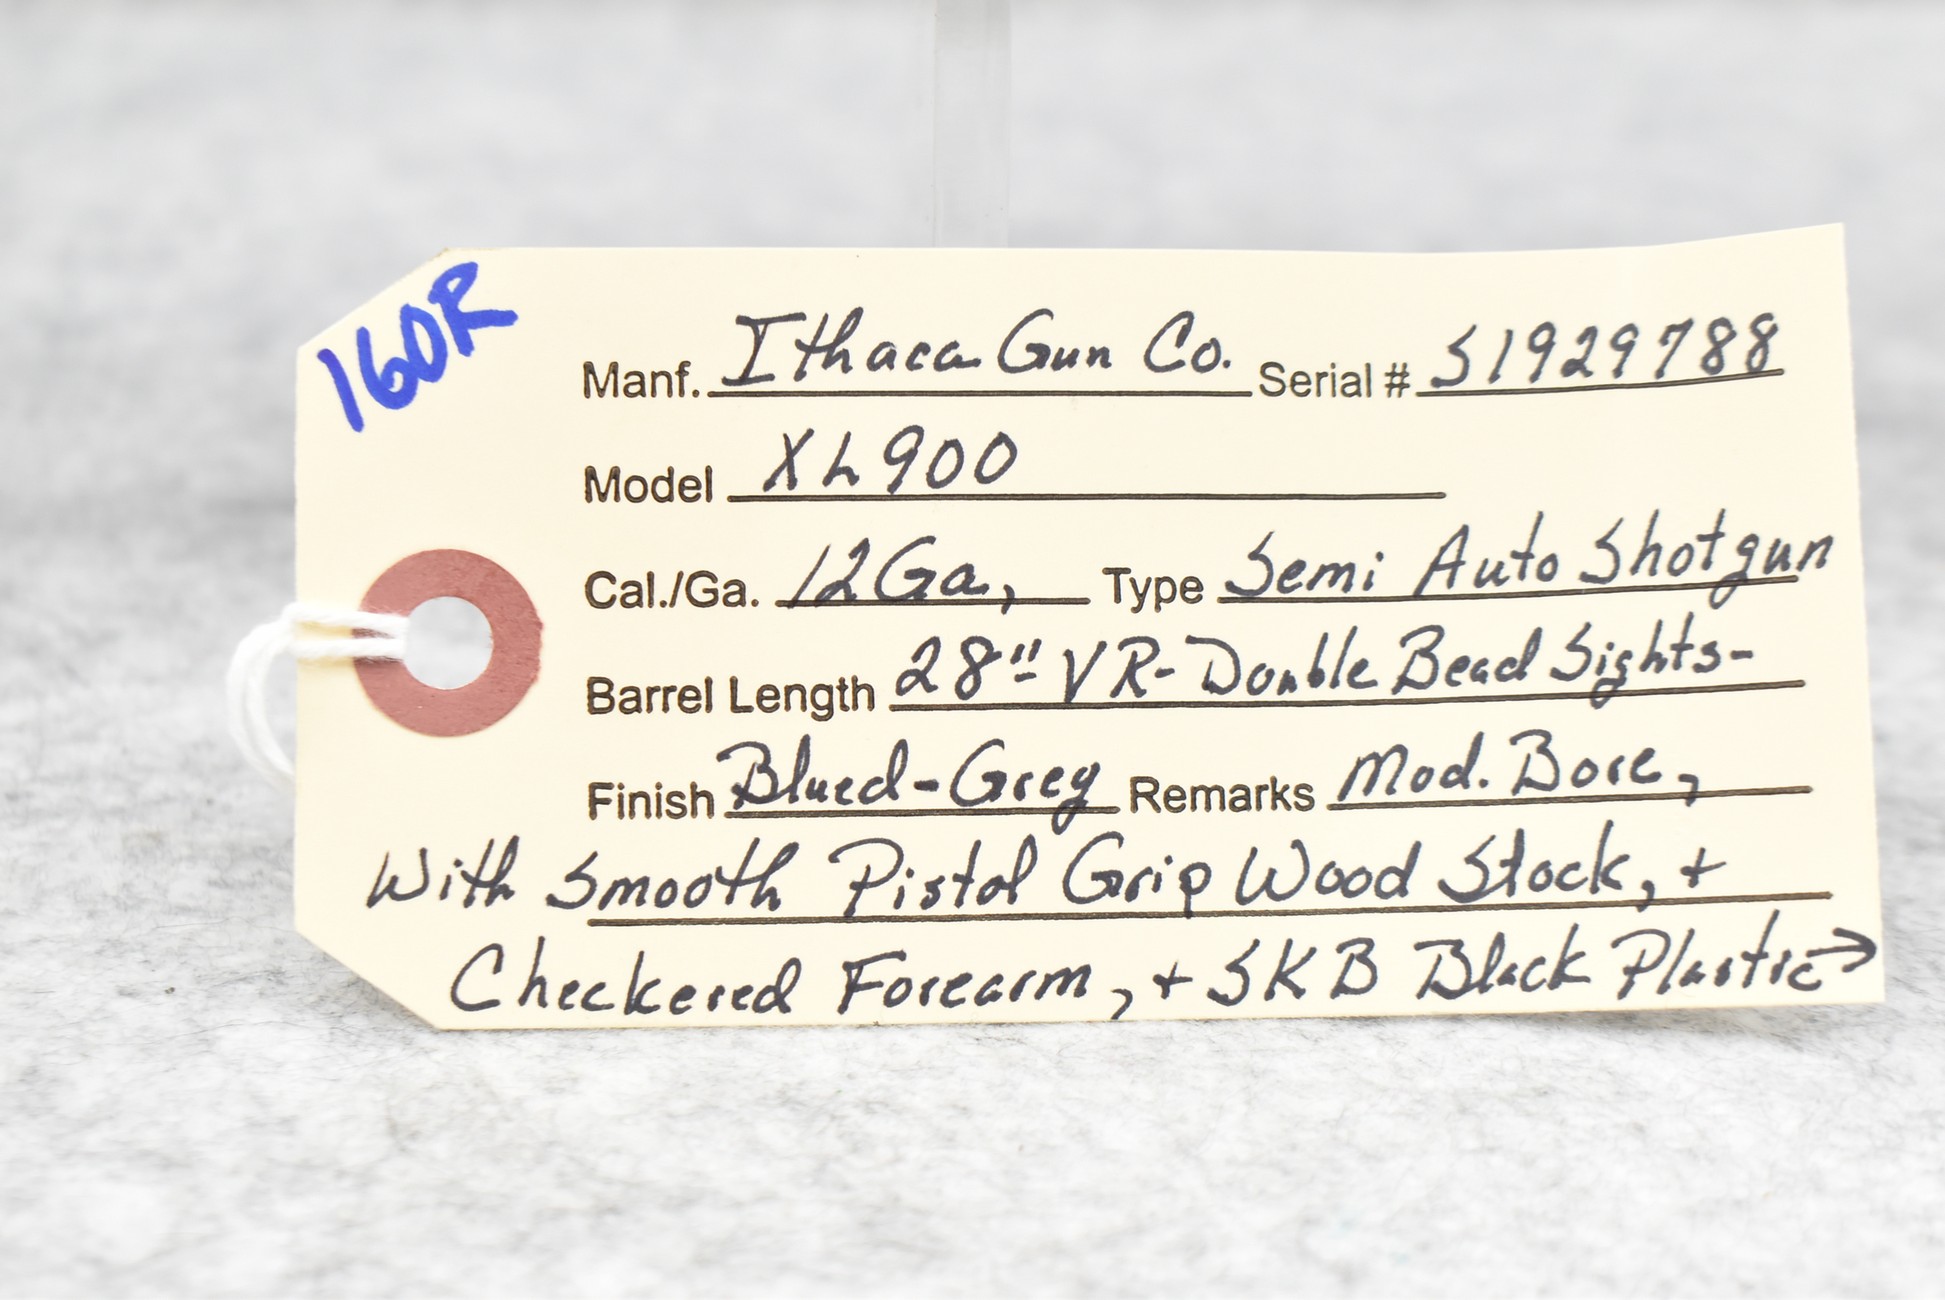 160R
Manf. Ithaca Gun Co. Serial # S1929788
Model XL900
Cal./Ga. 12Ga, Type Semi Auto Shotgun
Barrel Length 28" VR-Double Bead Sights-
Finish Blued-Grey Remarks Mod. Bore,
With Smooth Pistol Grip Wood Stock, +
Checkered Forearm, + SKB Black Plastic→